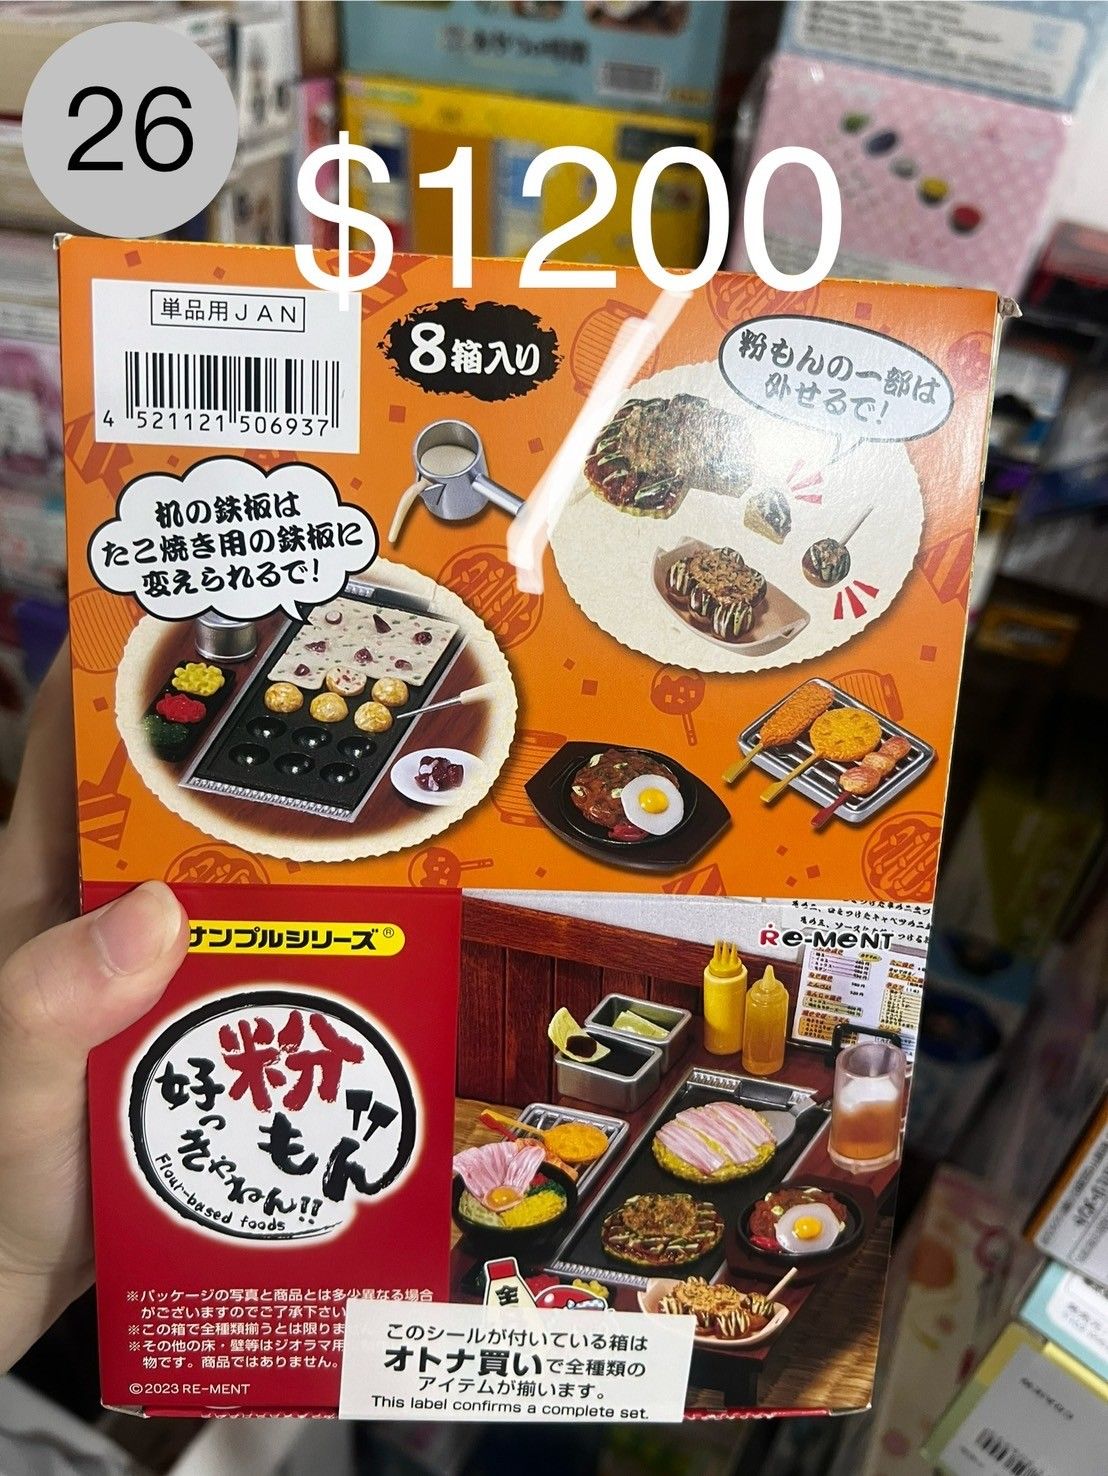 26
$1200
単品用JAN
4 521121 506937
8箱入り
粉もんの一部は
外せるで!
机の鉄板は
たこ焼き用の鉄板に
変えられるで!
サンプルシリーズ®
Re-MeNT
好っきゃねん!!
粉もん
Flour-based foods
※パッケージの写真と商品とは多少異なる場合
がございますのでご了承下さい
※この箱で全種類揃うとは限りま
※その他の床・壁等はジオラマ用
物です。商品ではありません。
©2023 RE-MENT
このシールが付いている箱は
オトナ買いで全種類の
アイテムが揃います。
This label confirms a complete set.